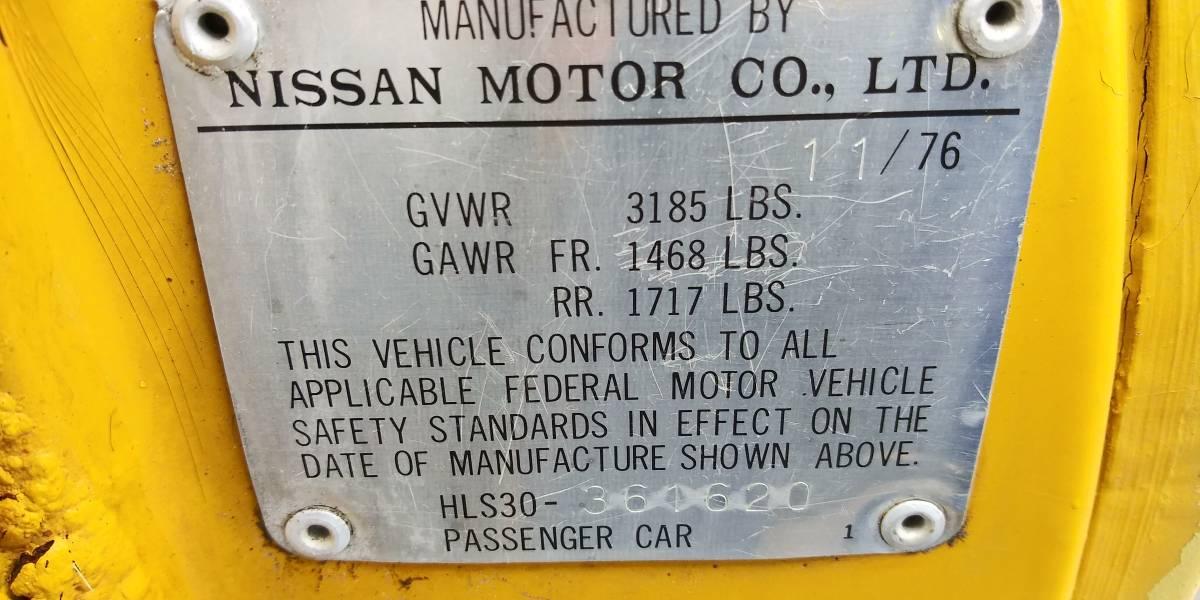 MANUFACTURED BY
NISSAN MOTOR CO., LTD.
11/76
GVWR 3185 LBS.
GAWR FR. 1468 LBS.
RR. 1717 LBS.
THIS VEHICLE CONFORMS TO ALL
APPLICABLE FEDERAL MOTOR VEHICLE
SAFETY STANDARDS IN EFFECT ON THE
DATE OF MANUFACTURE SHOWN ABOVE.
HLS30-361620
PASSENGER CAR 1